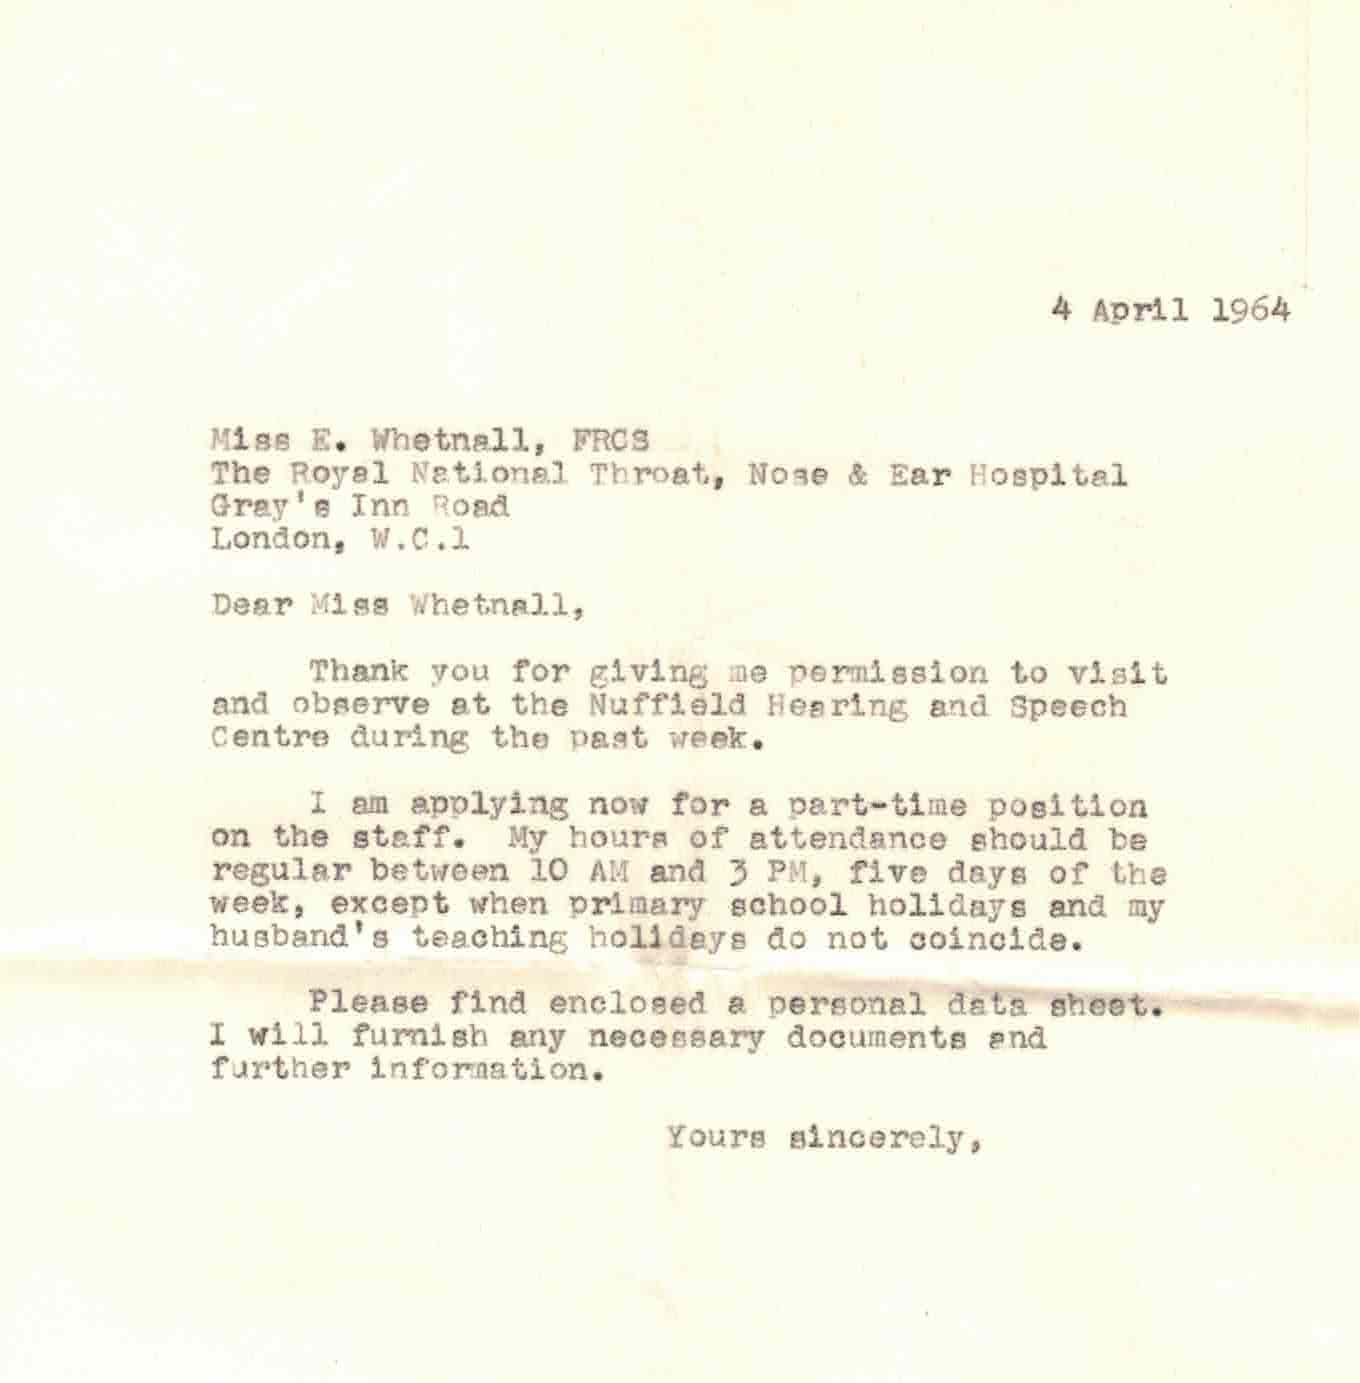 4 April 1964
Miss E. Whetnall, FRCS
The Royal National Throat, Nose & Ear Hospital
Gray's Inn Road
London, W.C.1
Dear Miss Whetnall,
Thank you for giving me permission to visit
and observe at the Nuffield Hearing and Speech
Centre during the past week.
I am applying now for a part-time position
on the staff. My hours of attendance should be
regular between 10 AM and 3 PM, five days of the
week, except when primary school holidays and my
husband's teaching holidays do not coincide.
Please find enclosed a personal data sheet.
I will furnish any necessary documents and
further information.
Yours sincerely,